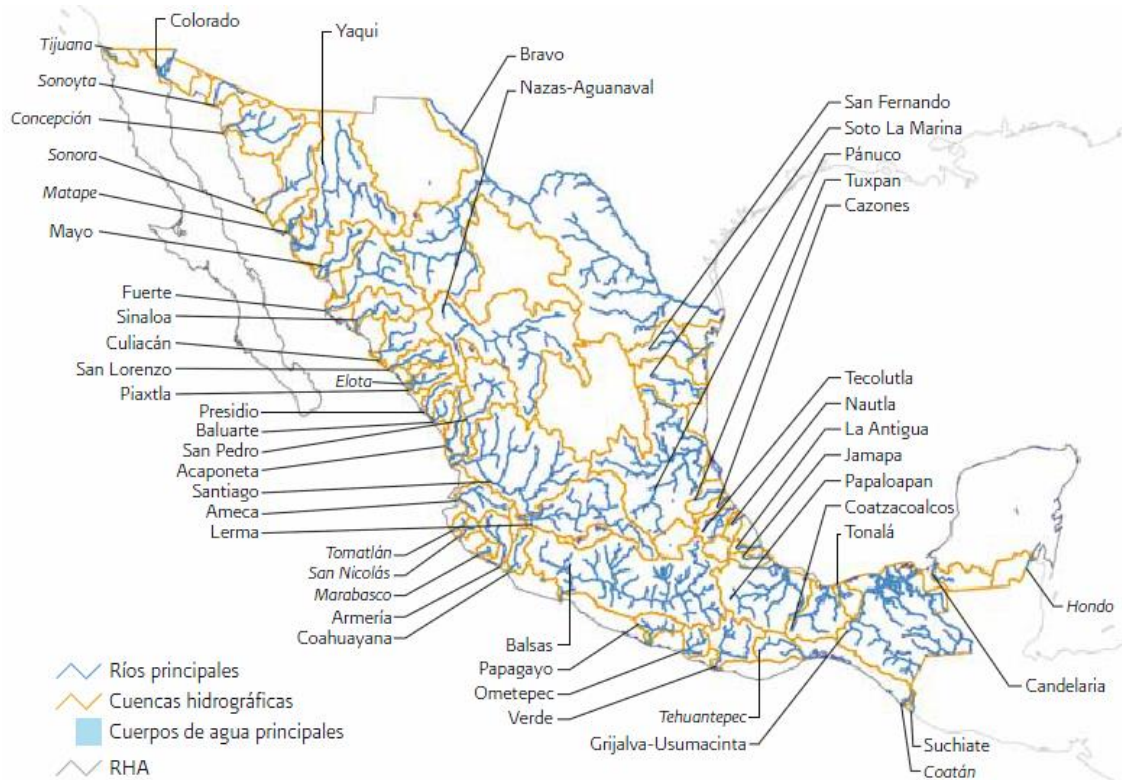 Colorado
Tijuana
Yaqui
Bravo
Sonoyta
Nazas-Aguanaval
Concepción
San Fernando
Soto La Marina
Sonora
Pánuco
Matape
Tuxpan
Cazones
Mayo
Fuerte
Sinaloa
Culiacán
San Lorenzo
Elota
Piaxtla
Presidio
Baluarte
San Pedro
Acaponeta
Santiago
Ameca
Lerma
Tomatlán
San Nicolás
Marabasco
Armería
Coahuayana
Tecolutla
Nautla
La Antigua
Jamapa
Papaloapan
Coatzacoalcos
Tonalá
Hondo
Candelaria
Balsas
Papagayo
Ometepec
Verde
Tehuantepec
Grijalva-Usumacinta
Suchiate
Coatán
Ríos principales
Cuencas hidrográficas
Cuerpos de agua principales
RHA